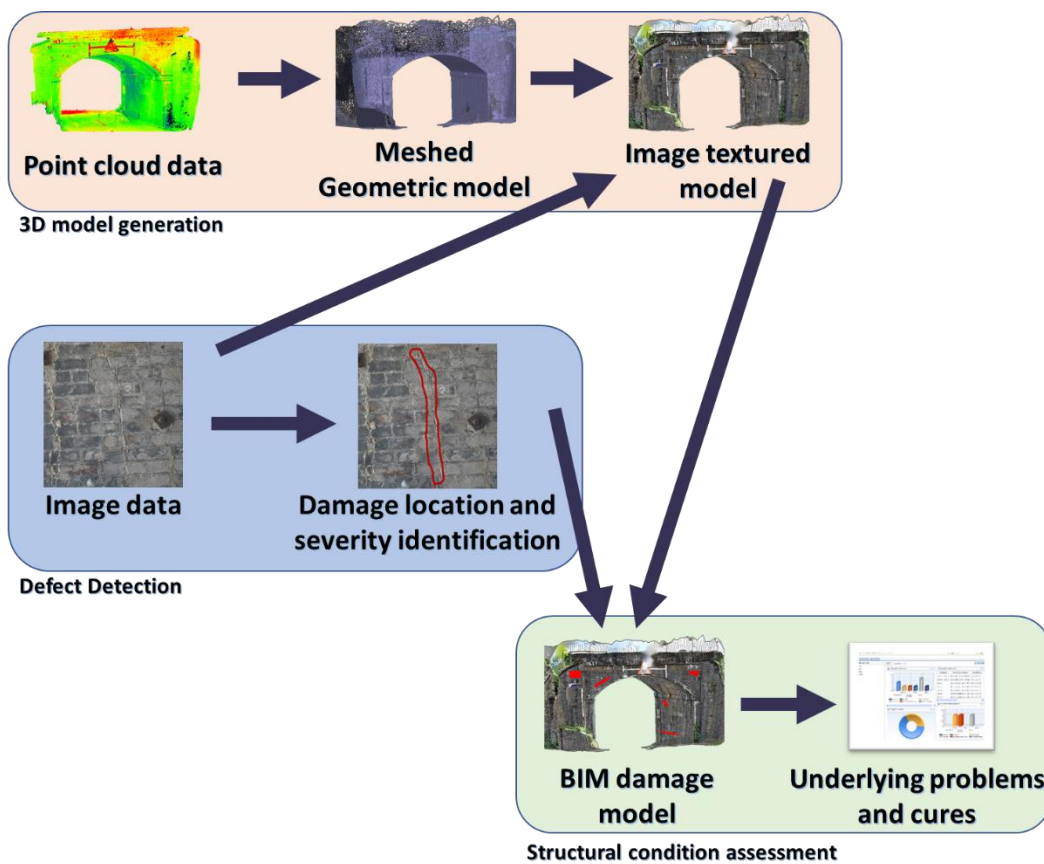 Point cloud data
Meshed
Geometric model
Image textured
model
3D model generation
Image data
Damage location and
severity identification
Defect Detection
BIM damage
model
Underlying problems
and cures
Structural condition assessment